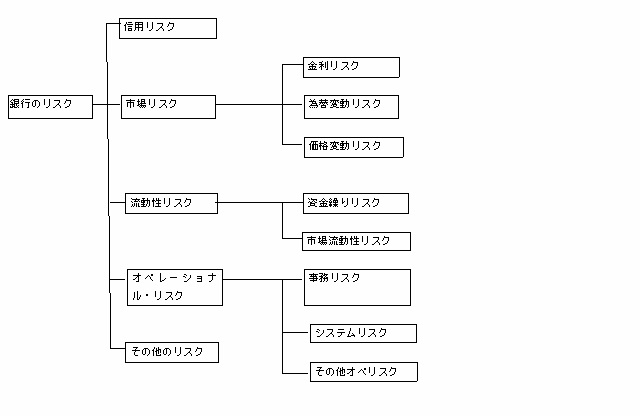 信用リスク
金利リスク
銀行のリスク
市場リスク
為替変動リスク
価格変動リスク
流動性リスク
資金繰りリスク
市場流動性リスク
オペレーショナ
ル・リスク
事務リスク
システムリスク
その他のリスク
その他オペリスク